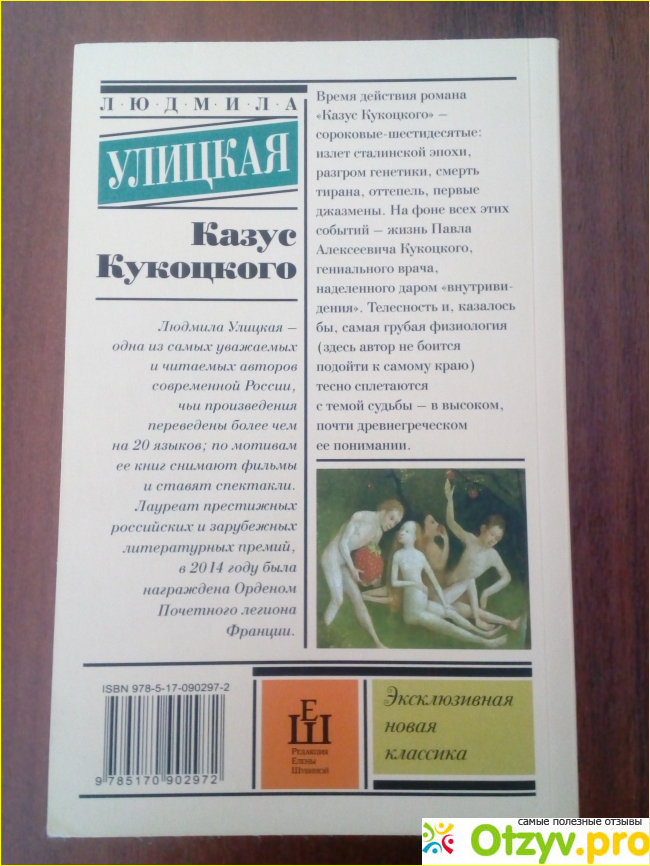 Л·Ю·Д·М·И·Л·А
УЛИЦКАЯ
Казус
Кукоцкого
Людмила Улицкая –
одна из самых уважаемых
и читаемых авторов
современной России,
чьи произведения
переведены более чем
на 20 языков; по мотивам
ее книг снимают фильмы
и ставят спектакли.
Лауреат престижных
российских и зарубежных
литературных премий,
в 2014 году была
награждена Орденом
Почетного легиона
Франции.
Время действия романа
«Казус Кукоцкого» –
сороковые-шестидесятые:
излет сталинской эпохи,
разгром генетики, смерть
тирана, оттепель, первые
джазмены. На фоне всех этих
событий – жизнь Павла
Алексеевича Кукоцкого,
гениального врача,
наделенного даром «внутриви-
дения». Телесность и, казалось
бы, самая грубая физиология
(здесь автор не боится
подойти к самому краю)
тесно сплетаются
с темой судьбы – в высоком,
почти древнегреческом
ее понимании.
ISBN 978-5-17-090297-2
9 785170 902972
ЕШ
Редакция
Елены
Шубиной
Эксклюзивная
новая
классика
самые полезные отзывы
Otzyv.pro